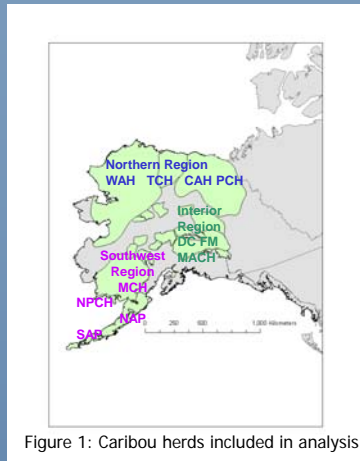 Northern Region
WAH TCH CAH PCH
Interior
Region
DC FM
MACH
Southwest
Region
MCH
NPCH
NAP
SAP
0 250 500 1,000 Kilometers
Figure 1: Caribou herds included in analysis